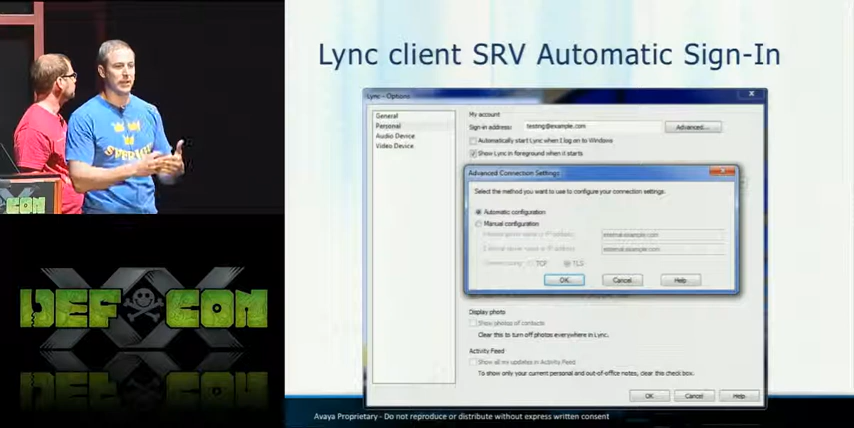 Lync client SRV Automatic Sign-In
Lync - Options
General
Personal
Audio Device
Video Device
My account
Sign-in address:
testing@example.com
Advanced...
Automatically start Lync when I log on to Windows
Show Lync in foreground when it starts
Advanced Connection Settings
Select the method you want to use to configure your connection settings.
Automatic configuration
Manual configuration
internal.example.com
external.example.com
TCP
TLS
OK
Cancel
Help
Display photo
Show photos of contacts
Clear this to turn off photos everywhere in Lync.
Activity Feed
Show all my updates in Activity Feed
To show only your current personal and out-of-office notes, clear this check box.
OK
Cancel
Help
Avaya Proprietary - Do not reproduce or distribute without express written consent
DEF CON
XX
CON